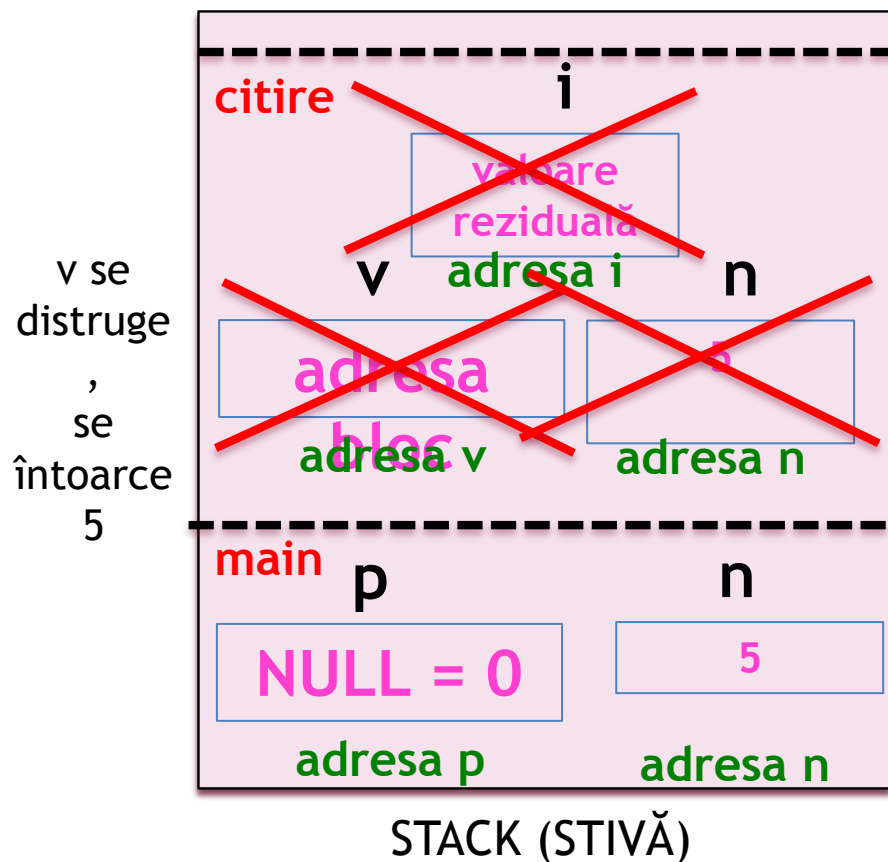 citire
i
valoare
reziduală
adresa i
v
n
adresa
bloc
5
adresa v
adresa n
v se
distruge
,
se
întoarce
5
main
p
n
NULL = 0
5
adresa p
adresa n
STACK (STIVĂ)